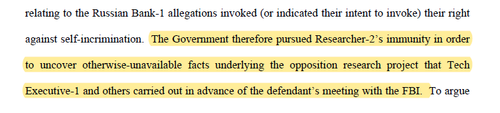 relating to the Russian Bank-1 allegations invoked (or indicated their intent to invoke) their right
against self-incrimination. The Government therefore pursued Researcher-2’s immunity in order
to uncover otherwise-unavailable facts underlying the opposition research project that Tech
Executive-1 and others carried out in advance of the defendant’s meeting with the FBI. To argue